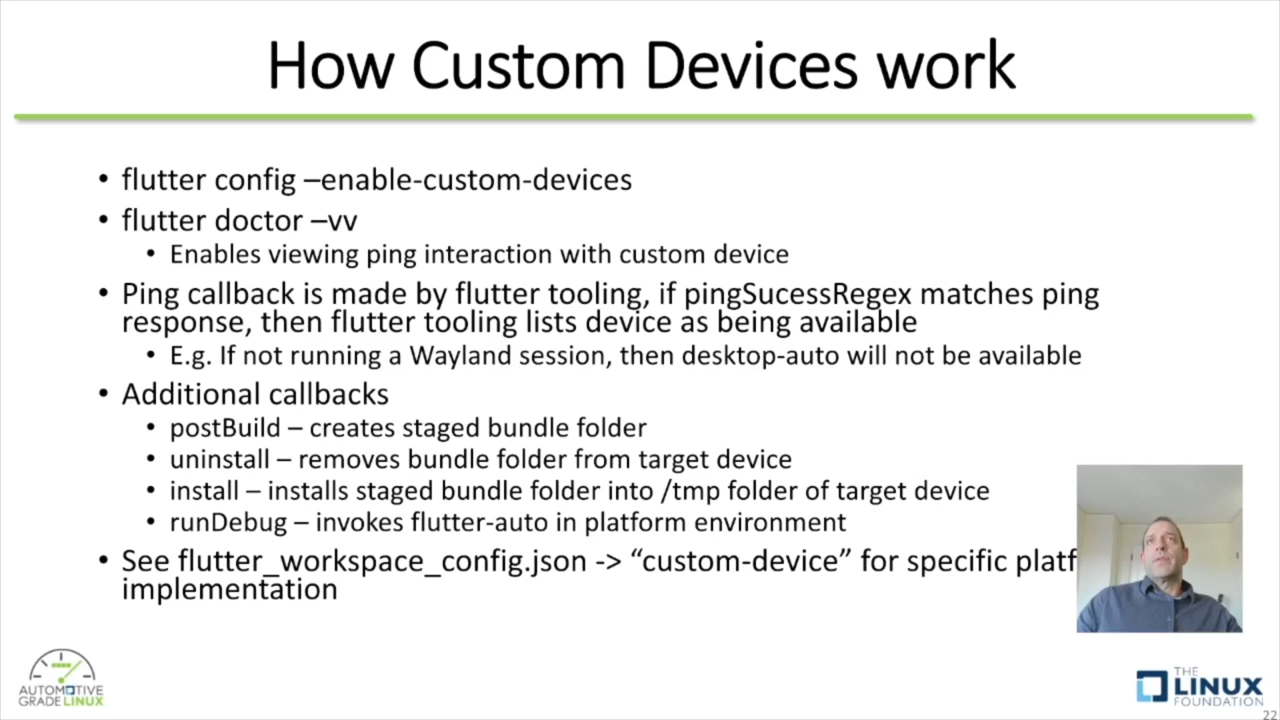 How Custom Devices work
• flutter config –enable-custom-devices
• flutter doctor –vv
• Enables viewing ping interaction with custom device
• Ping callback is made by flutter tooling, if pingSucessRegex matches ping
response, then flutter tooling lists device as being available
• E.g. If not running a Wayland session, then desktop-auto will not be available
• Additional callbacks
• postBuild – creates staged bundle folder
• uninstall – removes bundle folder from target device
• install – installs staged bundle folder into /tmp folder of target device
• runDebug – invokes flutter-auto in platform environment
• See flutter_workspace_config.json -> “custom-device” for specific platf
implementation
AUTOMOTIVE
GRADE LINUX
THE
LINUX
FOUNDATION
22